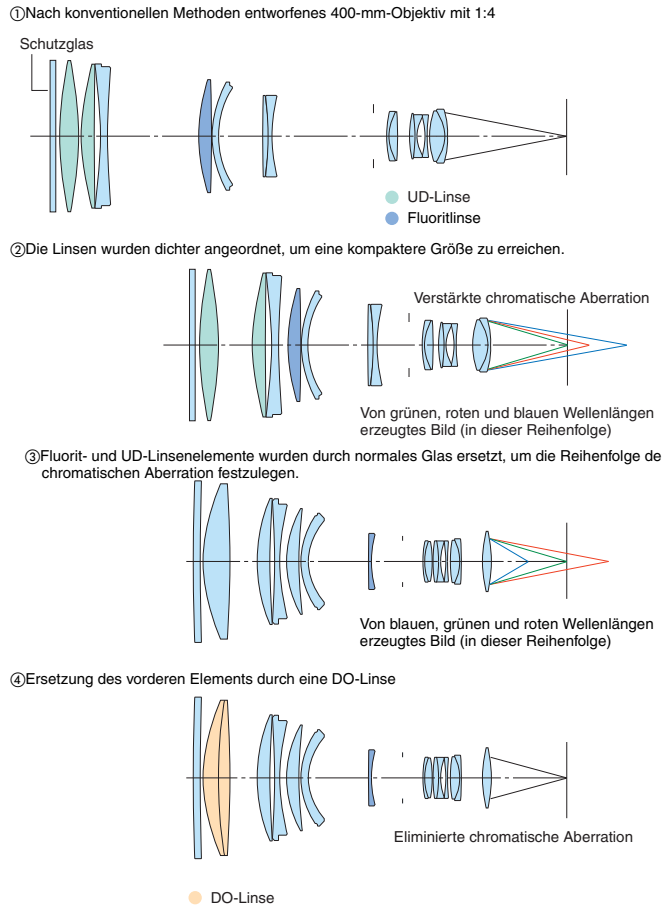 ①Nach konventionellen Methoden entworfenes 400-mm-Objektiv mit 1:4
Schutzglas
UD-Linse
Fluoritlinse
②Die Linsen wurden dichter angeordnet, um eine kompaktere Größe zu erreichen.
Verstärkte chromatische Aberration
Von grünen, roten und blauen Wellenlängen
erzeugtes Bild (in dieser Reihenfolge)
③Fluorit- und UD-Linsenelemente wurden durch normales Glas ersetzt, um die Reihenfolge de
chromatischen Aberration festzulegen.
Von blauen, grünen und roten Wellenlängen
erzeugtes Bild (in dieser Reihenfolge)
④Ersetzung des vorderen Elements durch eine DO-Linse
Eliminierte chromatische Aberration
DO-Linse